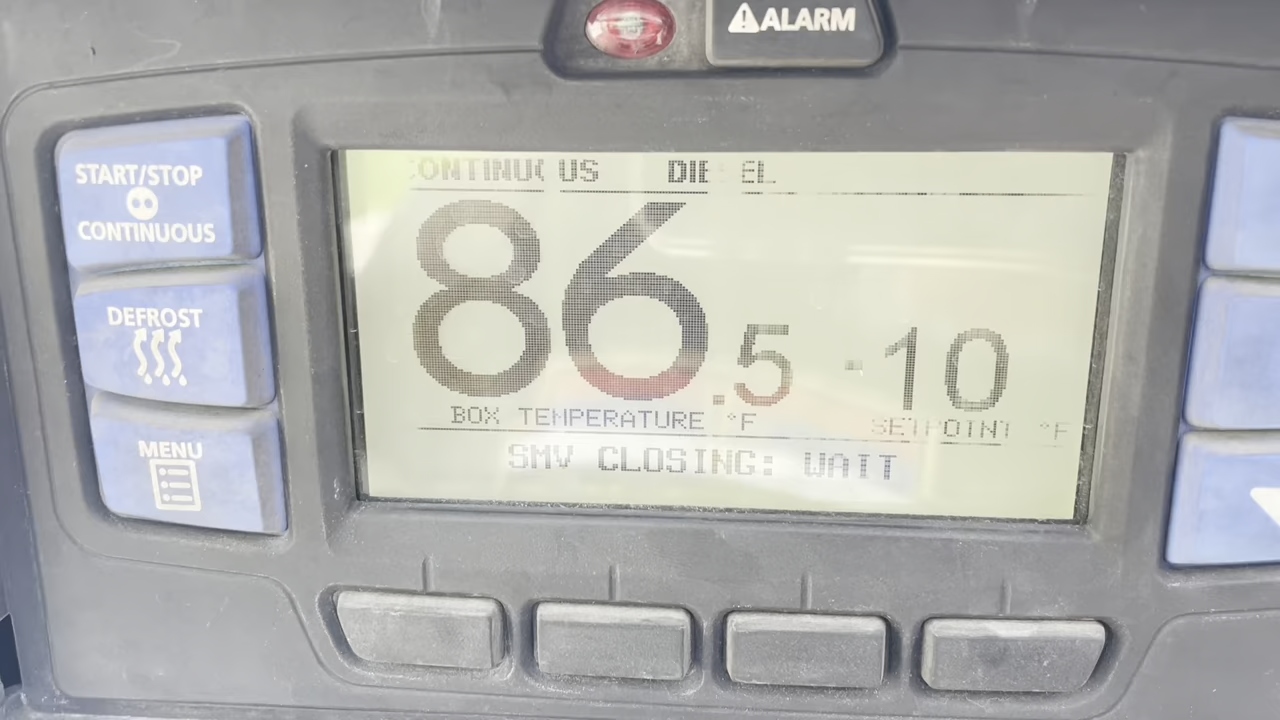 ALARM
START/STOP
CONTINUOUS
DEFROST
MENU
CONTINUOUS DIESEL
86.5 -10
BOX TEMPERATURE °F SETPOINT °F
SMV CLOSING: WAIT